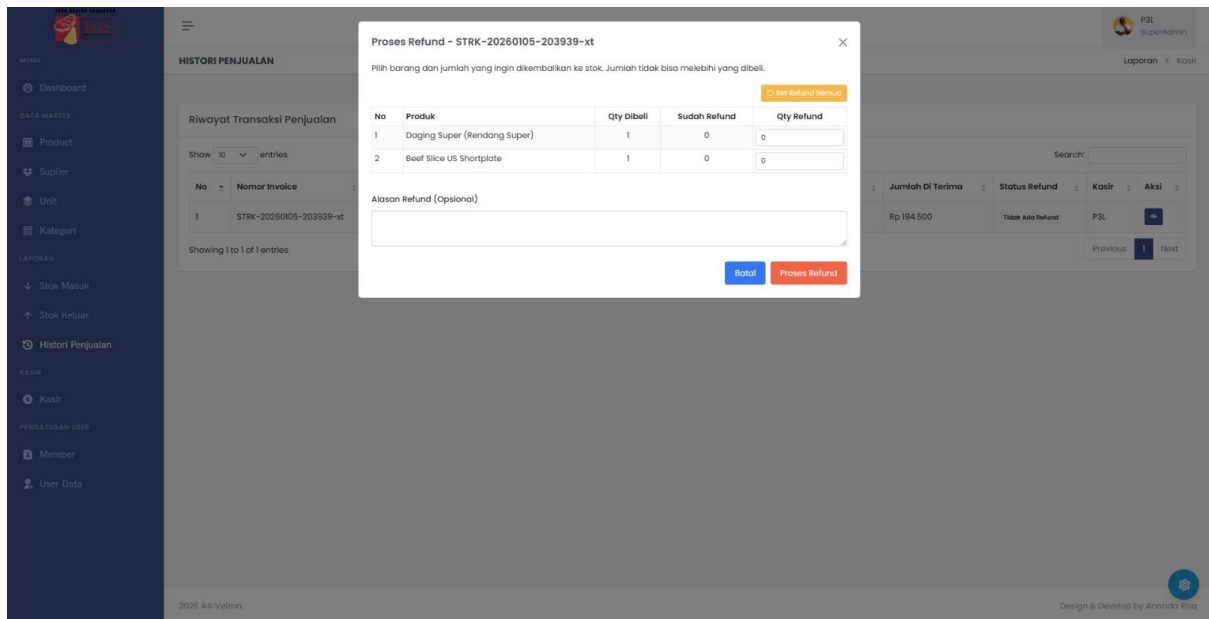 P3L
SuperAdmin
MENU
HISTORI PENJUALAN
Laporan > Kasir
Dashboard
DATA MASTER
Product
Suplier
Unit
Kategori
LAPORAN
Stok Masuk
Stok Keluar
Histori Penjualan
KASIR
Kasir
PENGATURAN USER
Member
User Data
Riwayat Transaksi Penjualan
Show 10 entries
Search:
No Nomor Invoice Jumlah Di Terima Status Refund Kasir Aksi
1 STRK-20260105-203939-xt Rp 194.500 Tidak Ada Refund P3L
Showing 1 to 1 of 1 entries
Previous 1 Next
Proses Refund - STRK-20260105-203939-xt
Pilih barang dan jumlah yang ingin dikembalikan ke stok. Jumlah tidak bisa melebihi yang dibeli.
Set Refund Semua
No Produk Qty Dibeli Sudah Refund Qty Refund
1 Daging Super (Rendang Super) 1 0 0
2 Beef Slice US Shortplate 1 0 0
Alasan Refund (Opsional)
Batal Proses Refund
2026 Â© Velzon.
Design & Develop by Ananda Rizq